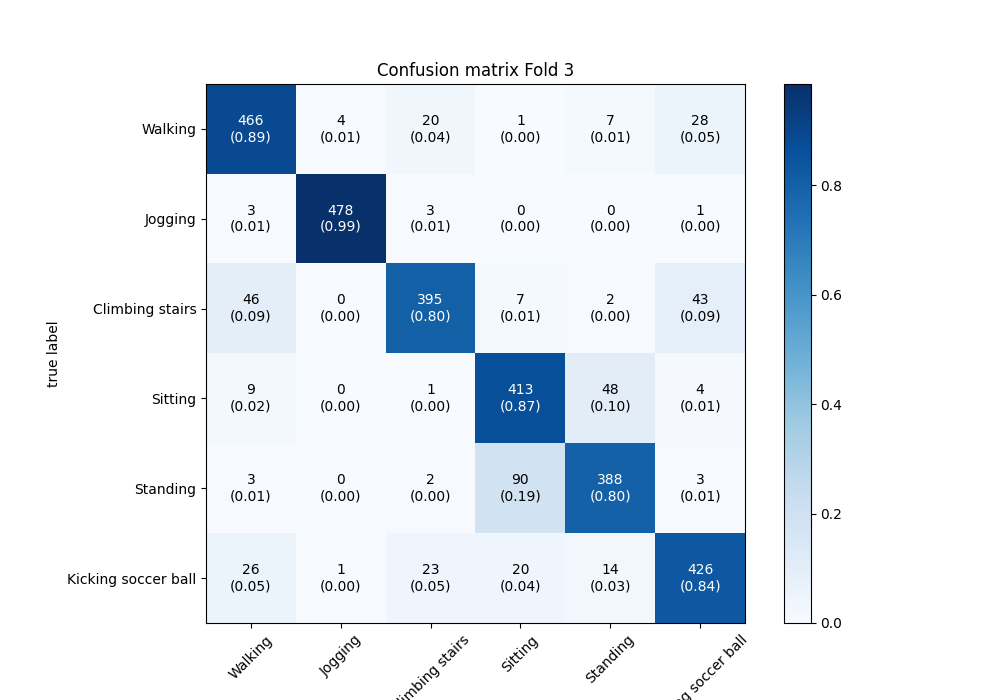 Confusion matrix Fold 3
Walking
466 4 20 1 7 28
(0.89) (0.01) (0.04) (0.00) (0.01) (0.05)
Jogging
3 478 3 0 0 1
(0.01) (0.99) (0.01) (0.00) (0.00) (0.00)
Climbing stairs
46 0 395 7 2 43
(0.09) (0.00) (0.80) (0.01) (0.00) (0.09)
Sitting
9 0 1 413 48 4
(0.02) (0.00) (0.00) (0.87) (0.10) (0.01)
Standing
3 0 2 90 388 3
(0.01) (0.00) (0.00) (0.19) (0.80) (0.01)
Kicking soccer ball
26 1 23 20 14 426
(0.05) (0.00) (0.05) (0.04) (0.03) (0.84)
true label
Walking
Jogging
limbing stairs
Sitting
Standing
g soccer ball
0.8
0.6
0.4
0.2
0.0